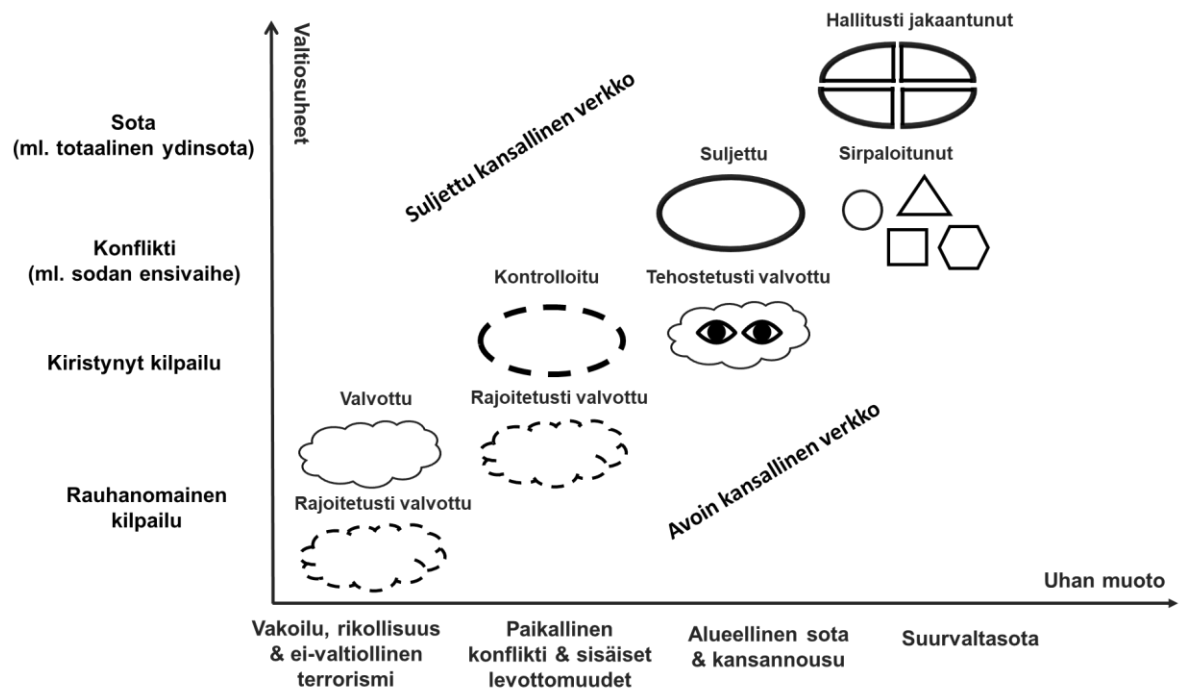 Valtiosuheet
Sota
(ml. totaalinen ydinsota)
Konflikti
(ml. sodan ensivaihe)
Kiristynyt kilpailu
Rauhanomainen
kilpailu
Hallitusti jakaantunut
Suljettu kansallinen verkko
Suljettu
Sirpaloitunut
Kontrolloitu
Tehostetusti valvottu
Valvottu
Rajoitetusti valvottu
Rajoitetusti valvottu
Avoin kansallinen verkko
Uhan muoto
Vakoilu, rikollisuus
& ei-valtiollinen
terrorismi
Paikallinen
konflikti & sisäiset
levottomuudet
Alueellinen sota
& kansannousu
Suurvaltasota